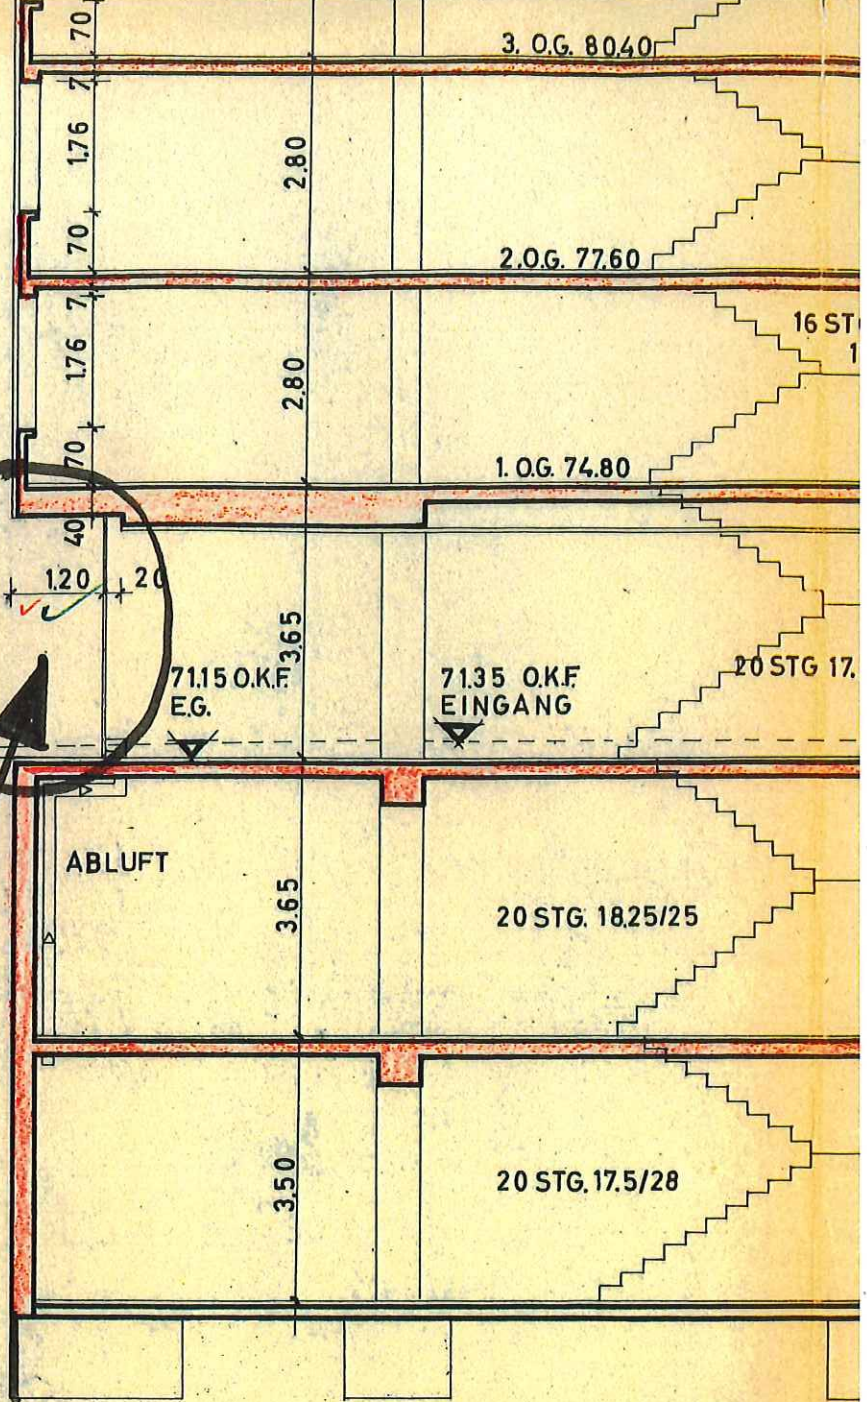 70
3. O.G. 80.40
7
1.76
2.80
70
2.O.G. 77.60
7
16 ST
1.76
2.80
70
1. O.G. 74.80
40
1.20 20
3.65
71.15 O.K.F.
E.G.
71.35 O.K.F.
EINGANG
20 STG 17.
ABLUFT
3.65
20 STG. 18.25/25
3.50
20 STG. 17.5/28